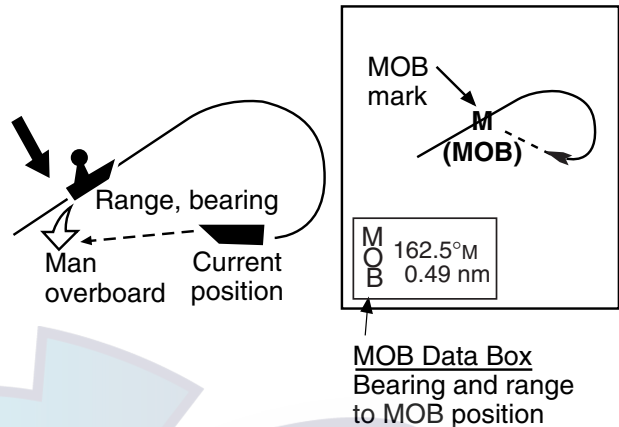 Range, bearing
Man
overboard
Current
position
MOB
mark
M
(MOB)
MOB
162.5°M
0.49 nm
MOB Data Box
Bearing and range
to MOB position